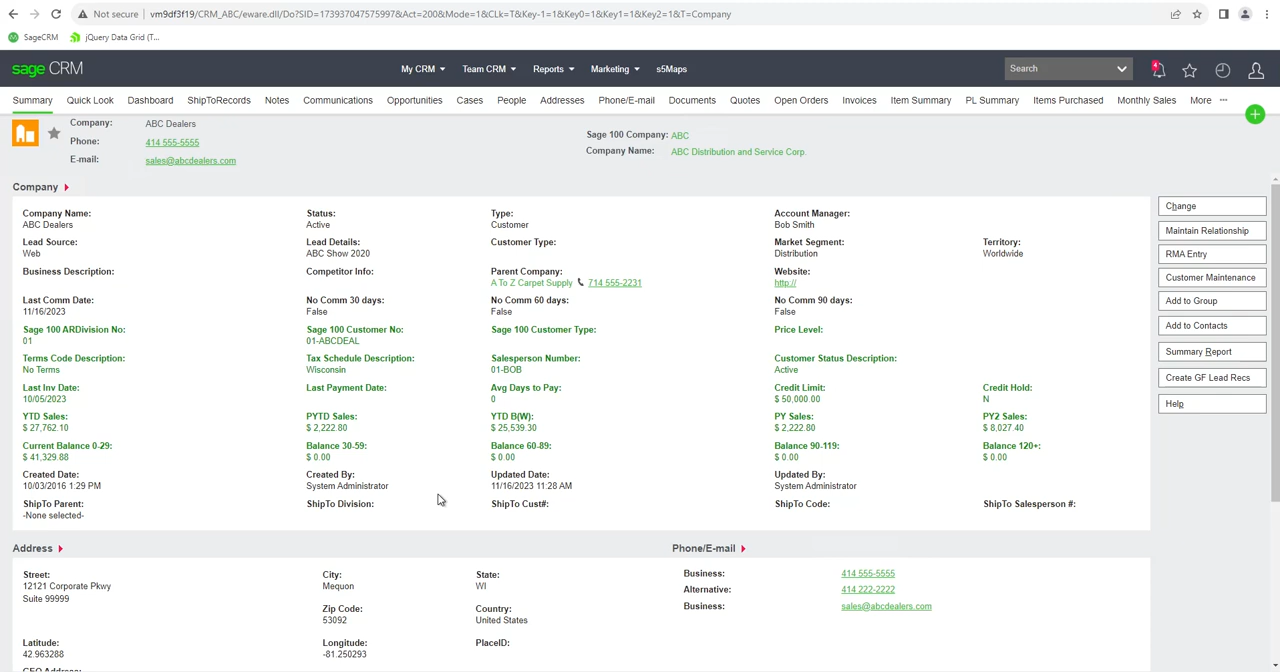 Not secure | vm9df3f19/CRM_ABC/eware.dll/Do?SID=173937047575997&Act=200&Mode=1&CLk=T&Key-1=1&Key0=1&Key1=1&Key2=1&T=Company
SageCRM jQuery Data Grid (T...
sage CRM My CRM Team CRM Reports Marketing s5Maps Search 4
Summary Quick Look Dashboard ShipToRecords Notes Communications Opportunities Cases People Addresses Phone/E-mail Documents Quotes Open Orders Invoices Item Summary PL Summary Items Purchased Monthly Sales More ...
Company: ABC Dealers
Phone: 414 555-5555
E-mail: sales@abcdealers.com
Sage 100 Company: ABC
Company Name: ABC Distribution and Service Corp.
Company
Company Name: Status: Type: Account Manager:
ABC Dealers Active Customer Bob Smith
Lead Source: Lead Details: Customer Type: Market Segment: Territory:
Web ABC Show 2020 Distribution Worldwide
Business Description: Competitor Info: Parent Company: Website:
A To Z Carpet Supply 714 555-2231 http://
Last Comm Date: No Comm 30 days: No Comm 60 days: No Comm 90 days:
11/16/2023 False False False
Sage 100 ARDivision No: Sage 100 Customer No: Sage 100 Customer Type: Price Level:
01 01-ABCDEAL
Terms Code Description: Tax Schedule Description: Salesperson Number: Customer Status Description:
No Terms Wisconsin 01-BOB Active
Last Inv Date: Last Payment Date: Avg Days to Pay: Credit Limit: Credit Hold:
10/05/2023 0 $ 50,000.00 N
YTD Sales: PYTD Sales: YTD B(W): PY Sales: PY2 Sales:
$ 27,762.10 $ 2,222.80 $ 25,539.30 $ 2,222.80 $ 8,027.40
Current Balance 0-29: Balance 30-59: Balance 60-89: Balance 90-119: Balance 120+:
$ 41,329.88 $ 0.00 $ 0.00 $ 0.00 $ 0.00
Created Date: Created By: Updated Date: Updated By:
10/03/2016 1:29 PM System Administrator 11/16/2023 11:28 AM System Administrator
ShipTo Parent: ShipTo Division: ShipTo Cust#: ShipTo Code: ShipTo Salesperson #:
-None selected-
Change
Maintain Relationship
RMA Entry
Customer Maintenance
Add to Group
Add to Contacts
Summary Report
Create GF Lead Recs
Help
Address
Street: City: State:
12121 Corporate Pkwy Mequon WI
Suite 99999
Zip Code: Country:
53092 United States
Latitude: Longitude: PlaceID:
42.963288 -81.250293
GEO Address:
Phone/E-mail
Business: 414 555-5555
Alternative: 414 222-2222
Business: sales@abcdealers.com